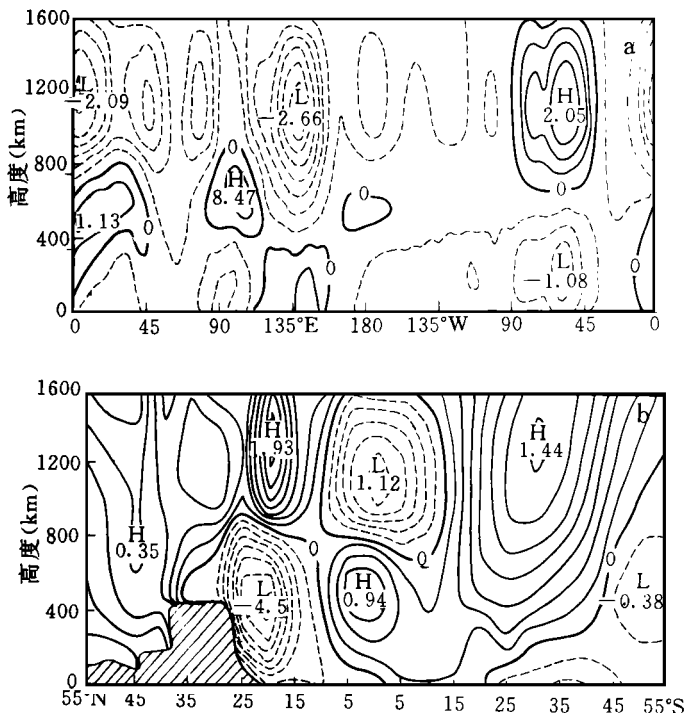 1600
a
L
-2.09
1200
L
-2.66
H
2.05
高度(km)
800
0
H
8.47
0
1.13
0
0
400
0
L
-1.08
0
0
0 45 90 135°E 180 135°W 90 45 0
1600
b
H
1.93
H
1.44
1200
L
1.12
高度(km)
800
H
0.35
0
0
0
L
-4.5
H
0.94
L
-0.38
400
0
55°N 45 35 25 15 5 5 15 25 35 45 55°S